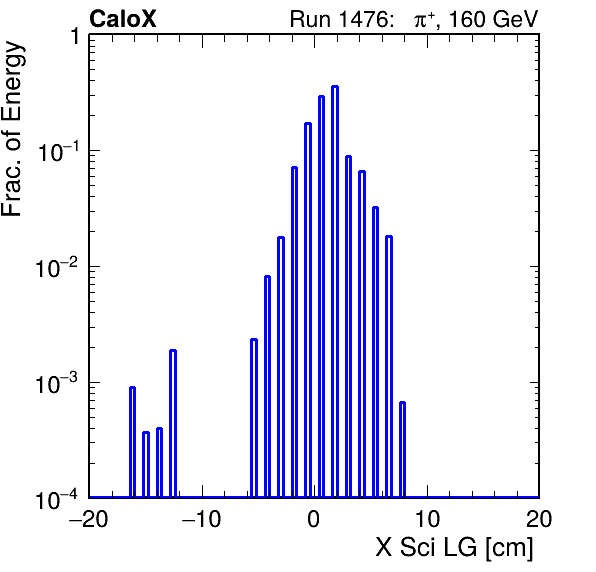 CaloX Run 1476: π⁺, 160 GeV
Frac. of Energy
1
10⁻¹
10⁻²
10⁻³
10⁻⁴
−20 −10 0 10 20
X Sci LG [cm]